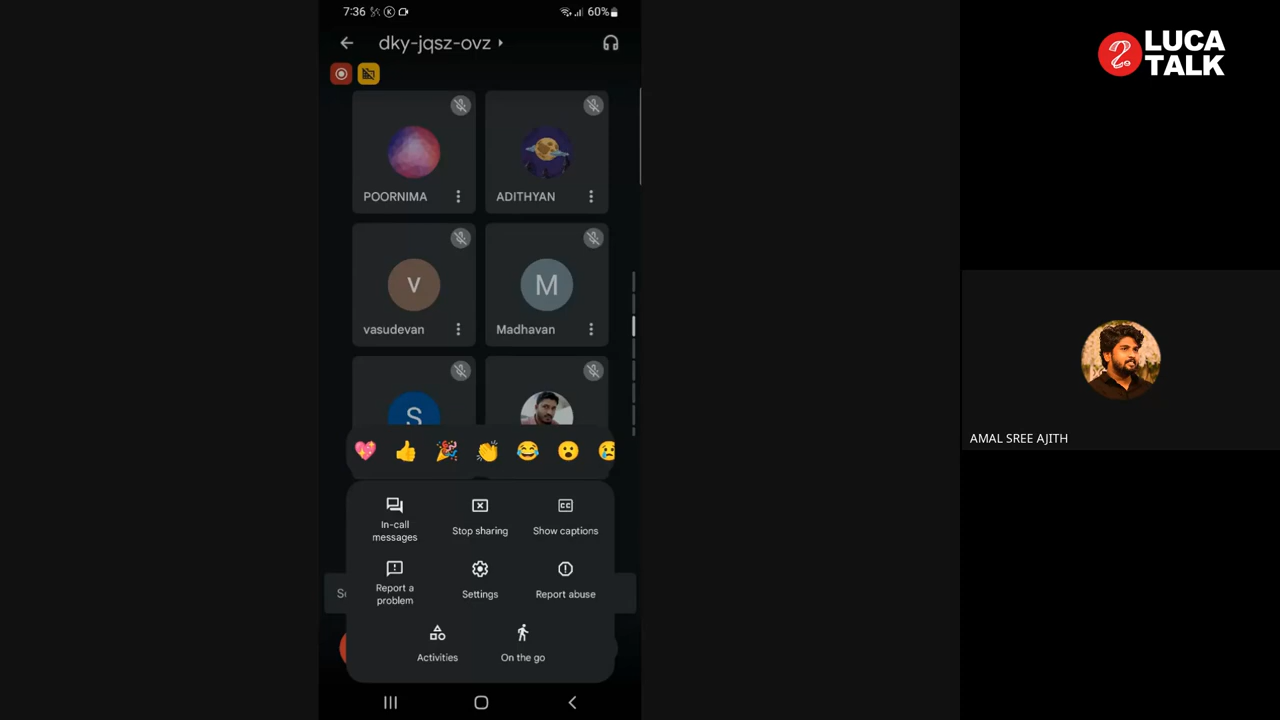 7:36
60%
dky-jqsz-ovz
POORNIMA
ADITHYAN
V
M
vasudevan
Madhavan
S
In-call
messages
Stop sharing
CC
Show captions
Report a
problem
Settings
Report abuse
Activities
On the go
LUCA
TALK
AMAL SREE AJITH